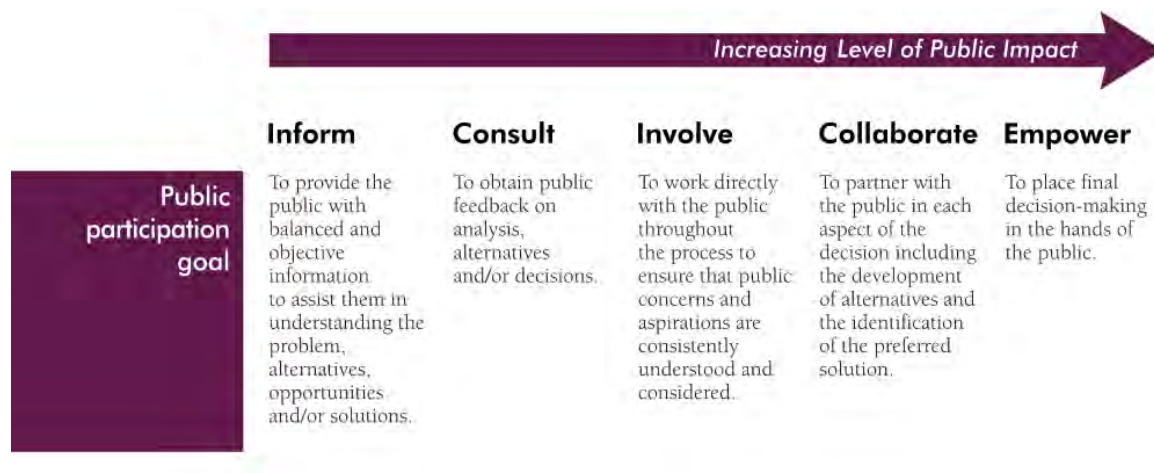 Increasing Level of Public Impact
Public
participation
goal
Inform
To provide the
public with
balanced and
objective
information
to assist them in
understanding the
problem,
alternatives,
opportunities
and/or solutions.
Consult
To obtain public
feedback on
analysis,
alternatives
and/or decisions.
Involve
To work directly
with the public
throughout
the process to
ensure that public
concerns and
aspirations are
consistently
understood and
considered.
Collaborate
To partner with
the public in each
aspect of the
decision including
the development
of alternatives and
the identification
of the preferred
solution.
Empower
To place final
decision-making
in the hands of
the public.